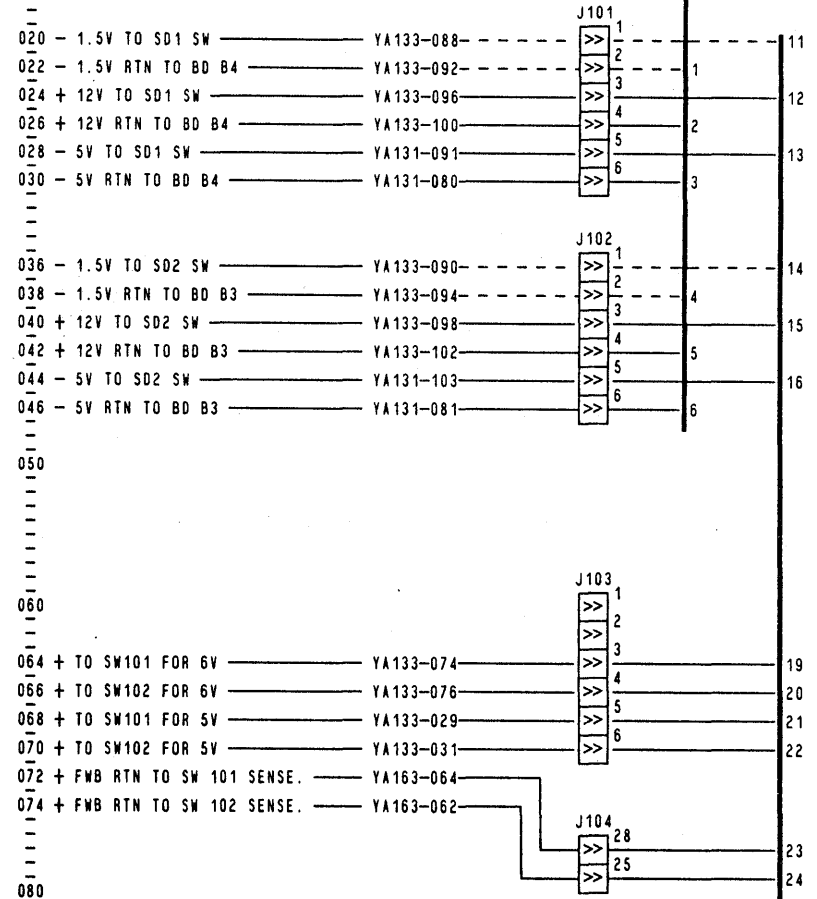 J101
1
020 - 1.5V TO SD1 SW YA133-088 >> 11
2
022 - 1.5V RTN TO BD B4 YA133-092 >> 1
3
024 + 12V TO SD1 SW YA133-096 >> 12
4
026 + 12V RTN TO BD B4 YA133-100 >> 2
5
028 - 5V TO SD1 SW YA131-091 >> 13
6
030 - 5V RTN TO BD B4 YA131-080 >> 3
J102
1
036 - 1.5V TO SD2 SW YA133-090 >> 14
2
038 - 1.5V RTN TO BD B3 YA133-094 >> 4
3
040 + 12V TO SD2 SW YA133-098 >> 15
4
042 + 12V RTN TO BD B3 YA133-102 >> 5
5
044 - 5V TO SD2 SW YA131-103 >> 16
6
046 - 5V RTN TO BD B3 YA131-081 >> 6
050
J103
1
060 >>
2
>>
3
064 + TO SW101 FOR 6V YA133-074 >> 19
4
066 + TO SW102 FOR 6V YA133-076 >> 20
5
068 + TO SW101 FOR 5V YA133-029 >> 21
6
070 + TO SW102 FOR 5V YA133-031 >> 22
072 + FWB RTN TO SW 101 SENSE. YA163-064
074 + FWB RTN TO SW 102 SENSE. YA163-062
J104
28
>> 23
25
>> 24
080